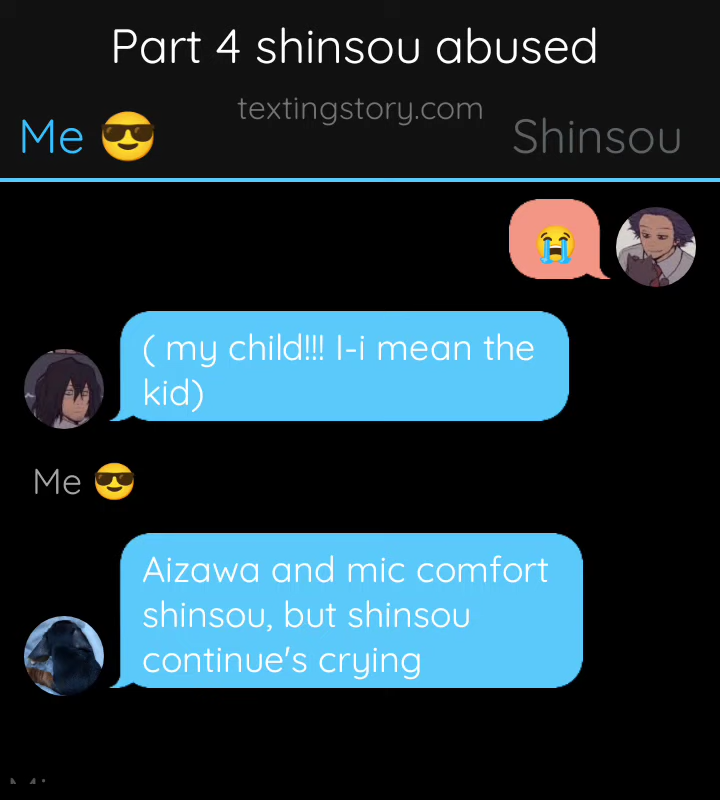 Part 4 shinsou abused
textingstory.com
Me 😎
Shinsou
😭
( my child!!! I-i mean the
kid)
Me 😎
Aizawa and mic comfort
shinsou, but shinsou
continue's crying